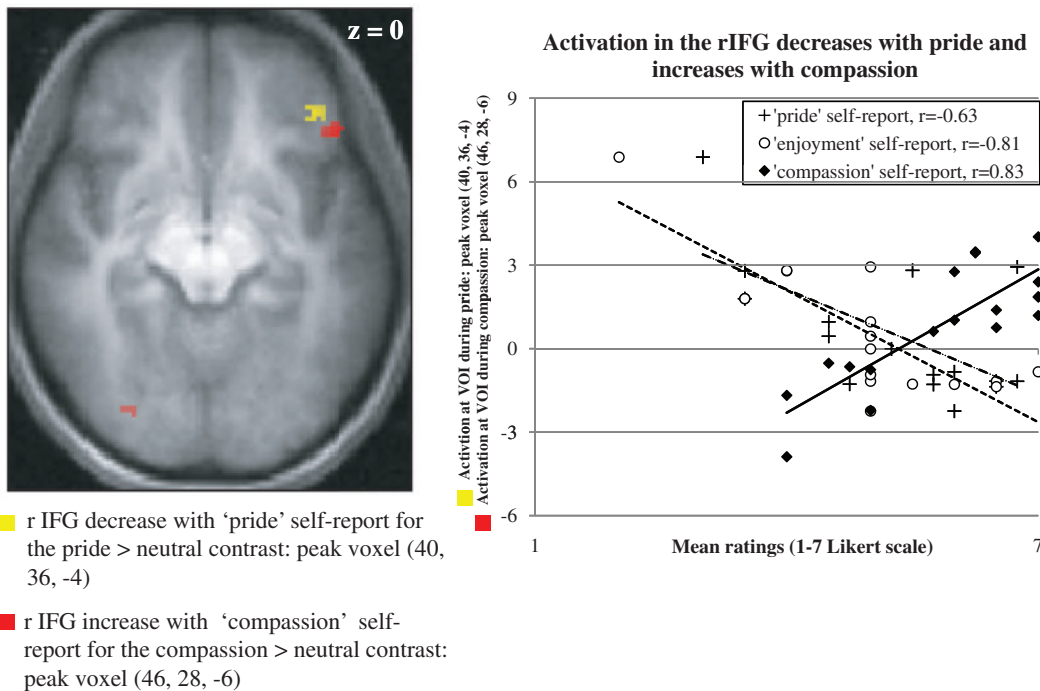 z = 0
r IFG decrease with ‘pride’ self-report for
the pride > neutral contrast: peak voxel (40,
36, -4)
r IFG increase with ‘compassion’ self-
report for the compassion > neutral contrast:
peak voxel (46, 28, -6)
Activation in the rIFG decreases with pride and
increases with compassion
Activtion at VOI during pride: peak voxel (40, 36, -4)
Activation at VOI during compassion: peak voxel (46, 28, -6)
9
6
3
0
-3
-6
'pride' self-report, r=-0.63
'enjoyment' self-report, r=-0.81
'compassion' self-report, r=0.83
1
Mean ratings (1-7 Likert scale)
7